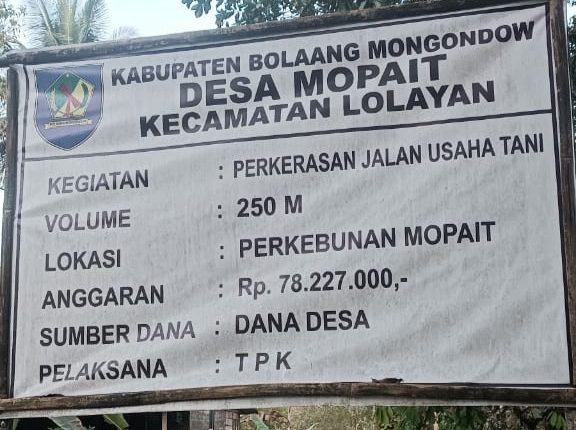 KABUPATEN BOLAANG MONGONDOW
DESA MOPAIT
KECAMATAN LOLAYAN
KEGIATAN : PERKERASAN JALAN USAHA TANI
VOLUME : 250 M
LOKASI : PERKEBUNAN MOPAIT
ANGGARAN : Rp. 78.227.000,-
SUMBER DANA : DANA DESA
PELAKSANA : T P K